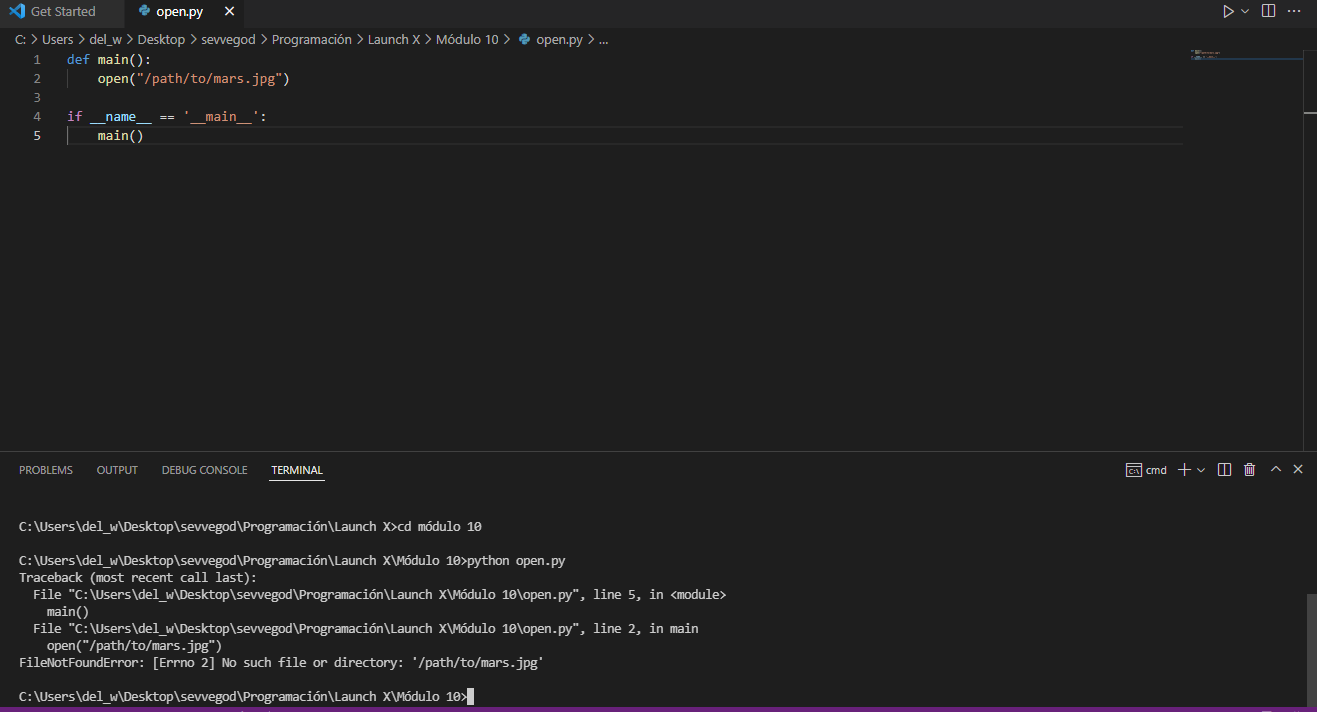 Get Started open.py
C: > Users > del_w > Desktop > sevvegod > Programación > Launch X > Módulo 10 > open.py > ...
1 def main():
2     open("/path/to/mars.jpg")
3
4 if __name__ == '__main__':
5     main()
PROBLEMS OUTPUT DEBUG CONSOLE TERMINAL cmd
C:\Users\del_w\Desktop\sevvegod\Programación\Launch X>cd módulo 10
C:\Users\del_w\Desktop\sevvegod\Programación\Launch X\Módulo 10>python open.py
Traceback (most recent call last):
  File "C:\Users\del_w\Desktop\sevvegod\Programación\Launch X\Módulo 10\open.py", line 5, in <module>
    main()
  File "C:\Users\del_w\Desktop\sevvegod\Programación\Launch X\Módulo 10\open.py", line 2, in main
    open("/path/to/mars.jpg")
FileNotFoundError: [Errno 2] No such file or directory: '/path/to/mars.jpg'
C:\Users\del_w\Desktop\sevvegod\Programación\Launch X\Módulo 10>